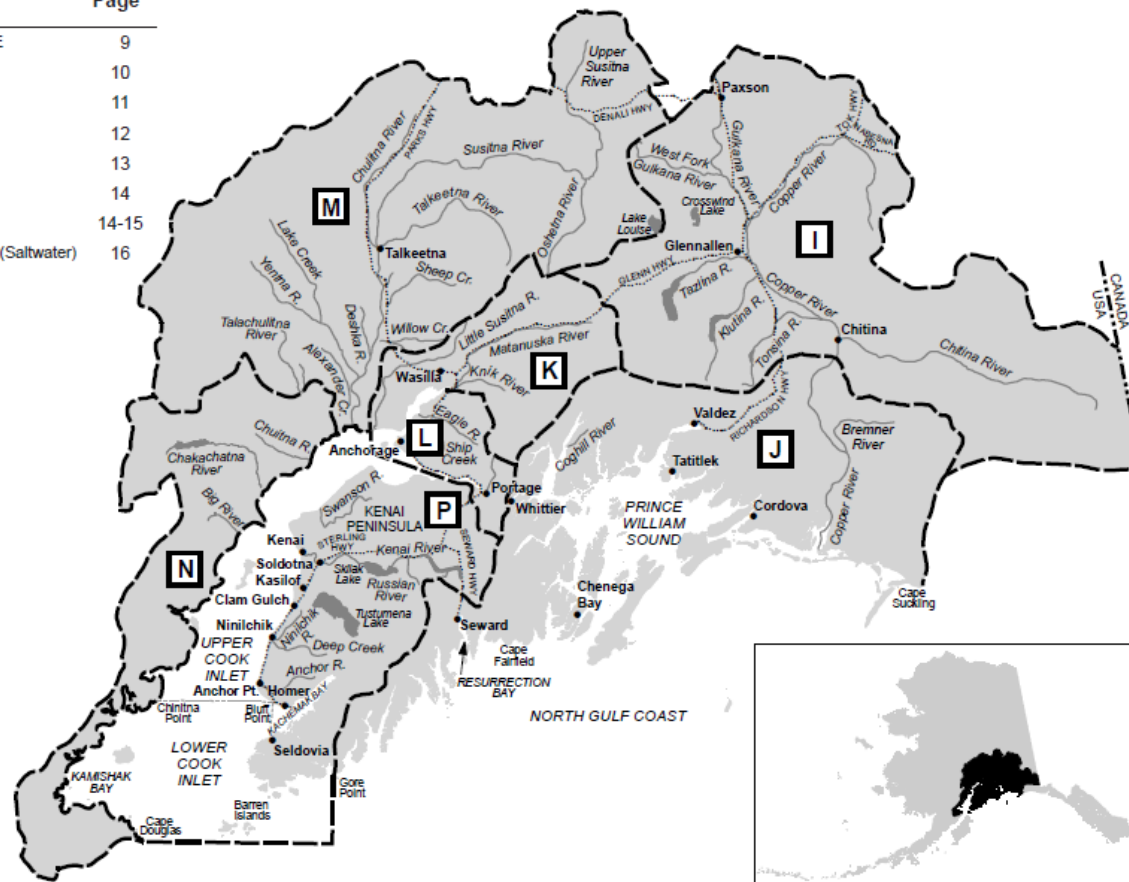 Page
E
9
10
11
12
13
14
14-15
(Saltwater) 16
Upper
Susitna
River
Paxson
DENALI HWY
TOK HWY
NABESNA
RD
Chulitna River
PARKS HWY
Susitna River
Gulkana River
West Fork
Gulkana River
Copper River
M
Talkeetna River
Oshetna River
Crosswind
Lake
Lake
Louise
I
Lake Creek
Talkeetna
Glennallen
Yentna R.
Sheep Cr.
GLENN HWY
Tazlina R.
Copper River
CANADA
USA
Talachulitna
River
Deshka R.
Willow Cr.
Little Susitna R.
Klutina R.
Tonsina R.
Chitina
Alexander Cr.
Matanuska River
Chitina River
Wasilla
Knik River
K
RICHARDSON HWY
Valdez
Eagle R.
L
Ship
Creek
Chuitna R.
Anchorage
Coghill River
J
Bremner
River
Chakachatna
River
Tatitlek
Portage
Big River
Swanson R.
P
Whittier
PRINCE
WILLIAM
SOUND
Cordova
Copper River
KENAI
PENINSULA
Kenai
STERLING
HWY
Kenai River
SEWARD HWY
N
Soldotna
Skilak
Lake
Kasilof
Russian
River
Chenega
Bay
Cape
Suckling
Clam Gulch
Tustumena
Lake
Ninilchik
Ninilchik
R.
Seward
UPPER
COOK
INLET
Deep Creek
Cape
Fairfield
Anchor R.
RESURRECTION
BAY
Anchor Pt.
Homer
Chinitna
Point
Bluff
Point
KACHEMAK BAY
NORTH GULF COAST
LOWER
COOK
INLET
Seldovia
KAMISHAK
BAY
Gore
Point
Barren
Islands
Cape
Douglas